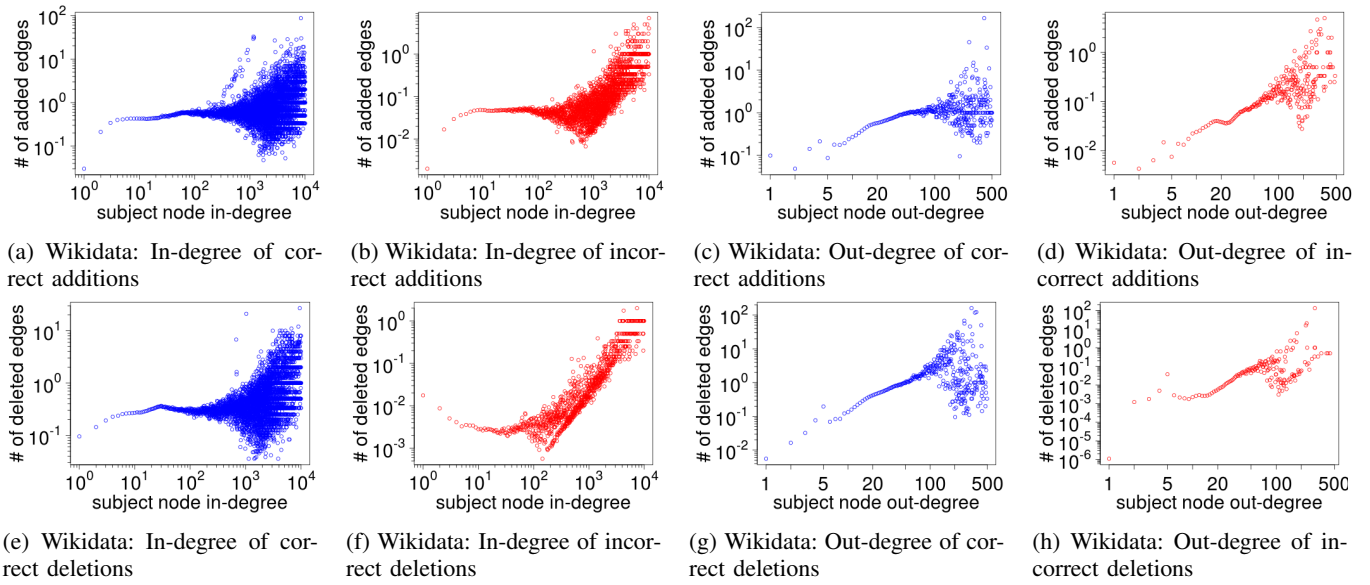 # of added edges
10^2
10^1
10^0
10^-1
10^0 10^1 10^2 10^3 10^4
subject node in-degree
(a) Wikidata: In-degree of cor-
rect additions
# of added edges
10^0
10^-1
10^-2
10^0 10^1 10^2 10^3 10^4
subject node in-degree
(b) Wikidata: In-degree of incor-
rect additions
# of added edges
10^2
10^1
10^0
10^-1
1 5 20 100 500
subject node out-degree
(c) Wikidata: Out-degree of cor-
rect additions
# of added edges
10^0
10^-1
10^-2
1 5 20 100 500
subject node out-degree
(d) Wikidata: Out-degree of in-
correct additions
# of deleted edges
10^1
10^0
10^-1
10^0 10^1 10^2 10^3 10^4
subject node in-degree
(e) Wikidata: In-degree of cor-
rect deletions
# of deleted edges
10^0
10^-1
10^-2
10^-3
10^0 10^1 10^2 10^3 10^4
subject node in-degree
(f) Wikidata: In-degree of incor-
rect deletions
# of deleted edges
10^2
10^1
10^0
10^-1
10^-2
1 5 20 100 500
subject node out-degree
(g) Wikidata: Out-degree of cor-
rect deletions
# of deleted edges
10^2
10^1
10^0
10^-1
10^-2
10^-3
10^-4
10^-5
10^-6
1 5 20 100 500
subject node out-degree
(h) Wikidata: Out-degree of in-
correct deletions